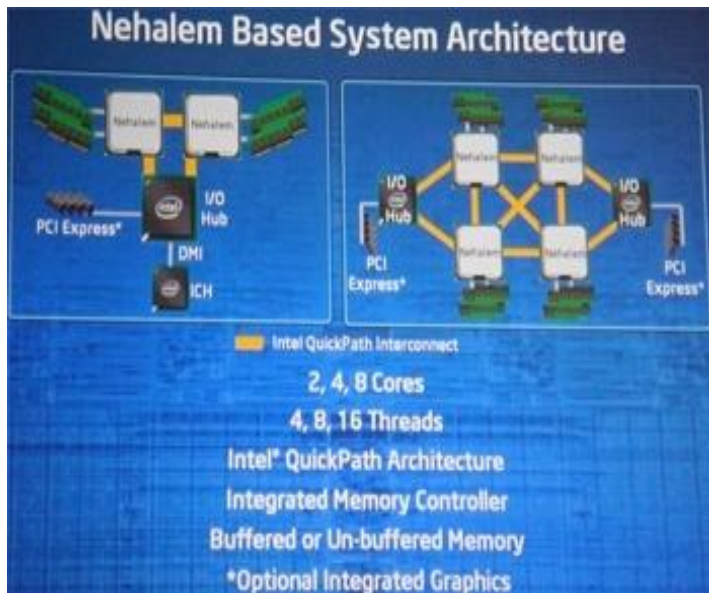 Nehalem Based System Architecture
Nehalem
Nehalem
I/O
Hub
intel
PCI Express*
DMI
ICH
Nehalem
Nehalem
I/O
Hub
I/O
Hub
Nehalem
Nehalem
PCI
Express*
PCI
Express*
Intel QuickPath Interconnect
2, 4, 8 Cores
4, 8, 16 Threads
Intel® QuickPath Architecture
Integrated Memory Controller
Buffered or Un-buffered Memory
*Optional Integrated Graphics